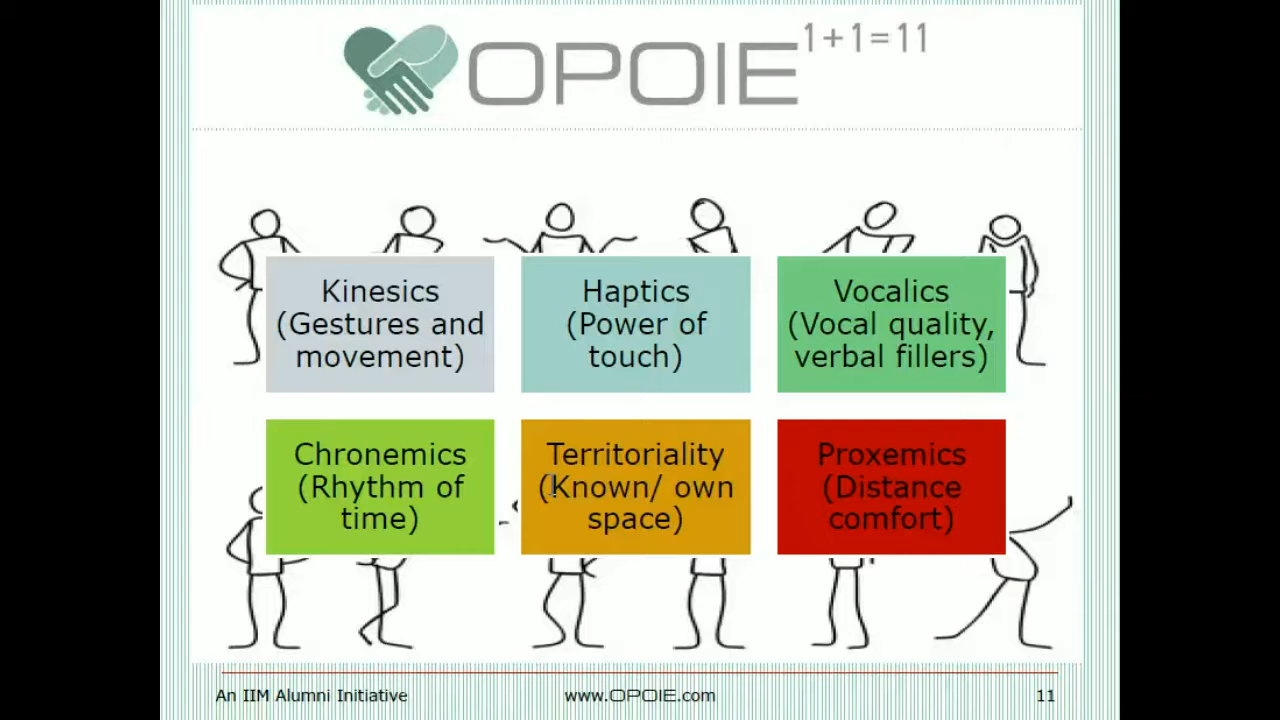 OPOIE 1+1=11
Kinesics
(Gestures and
movement)
Haptics
(Power of
touch)
Vocalics
(Vocal quality,
verbal fillers)
Chronemics
(Rhythm of
time)
Territoriality
(Known/ own
space)
Proxemics
(Distance
comfort)
An IIM Alumni Initiative
www.OPOIE.com
11